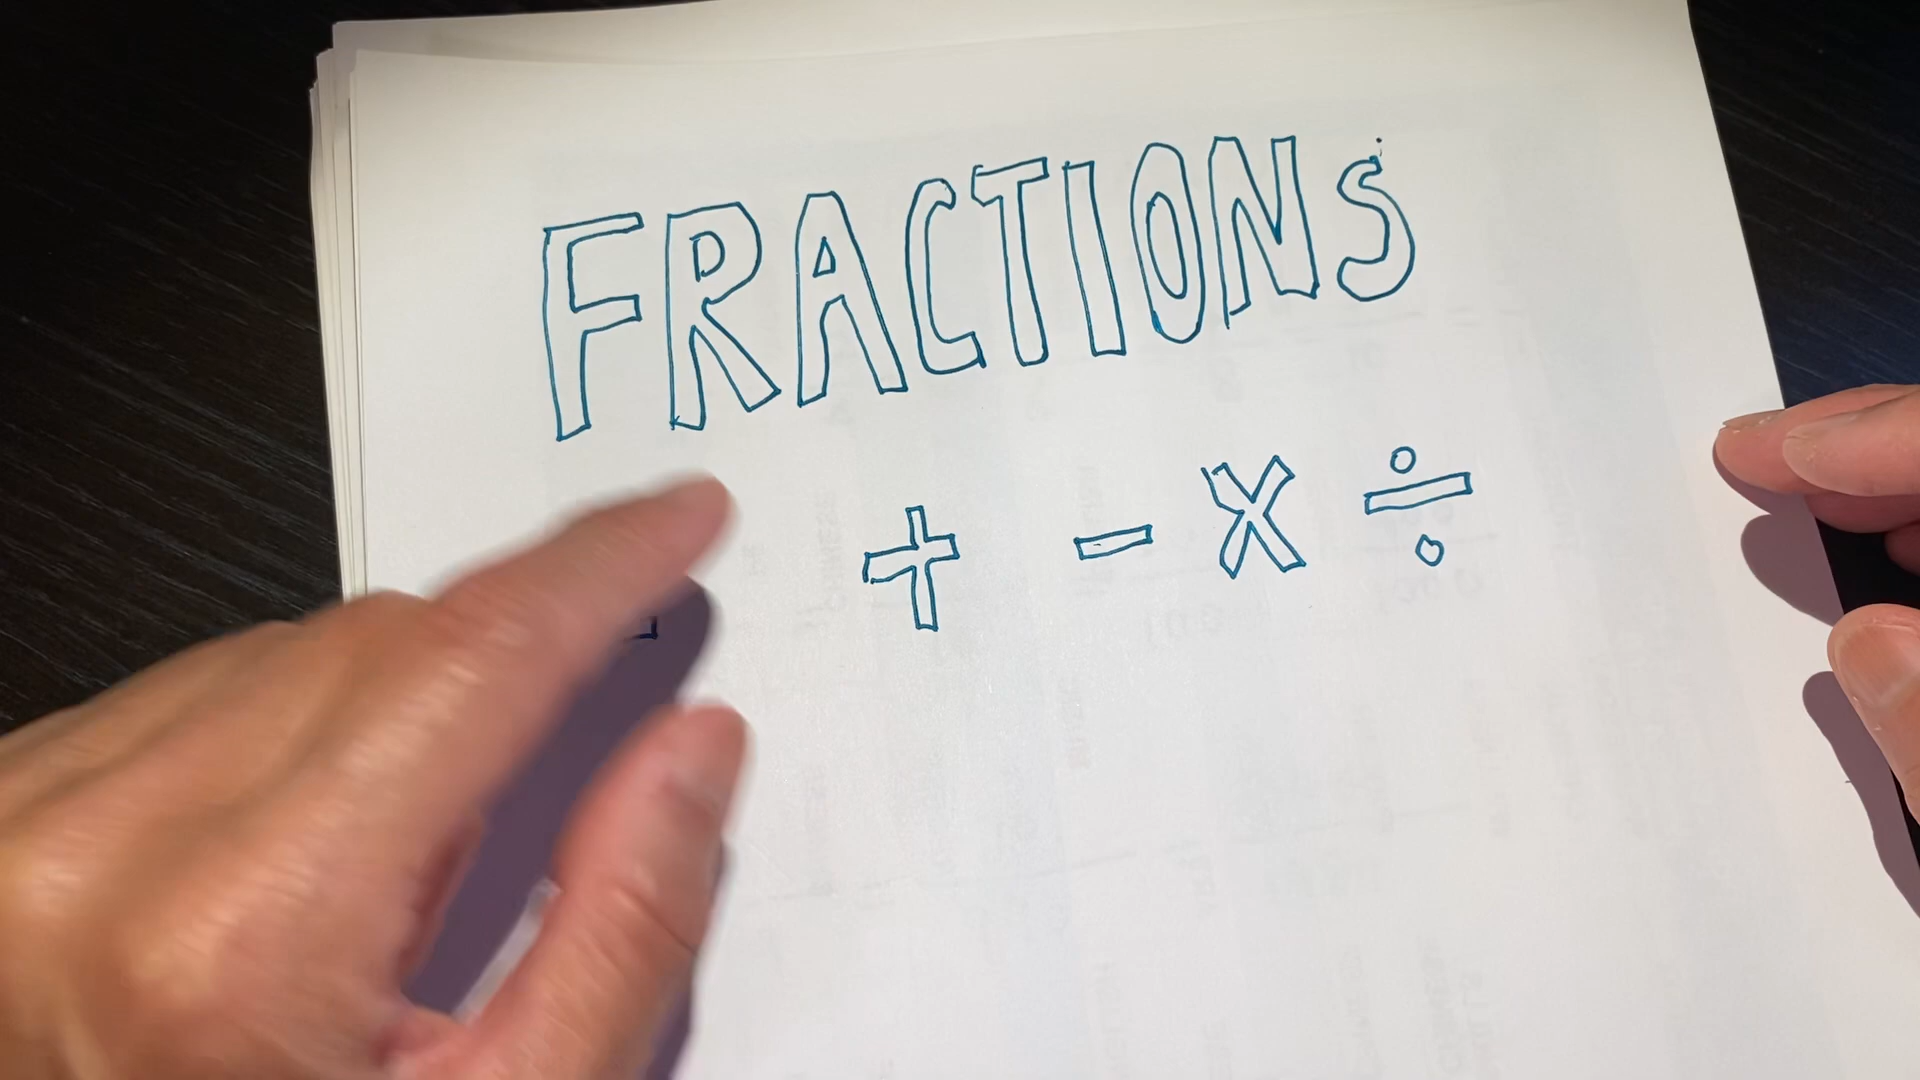 FRACTIONS
+ - X ÷